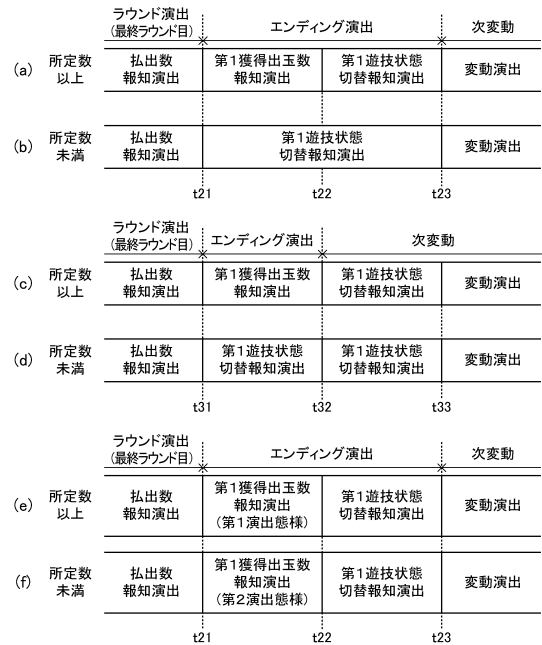 ラウンド演出
(最終ラウンド目)
エンディング演出
次変動
(a)
所定数
以上
払出数
報知演出
第1獲得出玉数
報知演出
第1遊技状態
切替報知演出
変動演出
(b)
所定数
未満
払出数
報知演出
第1遊技状態
切替報知演出
変動演出
t21
t22
t23
ラウンド演出
(最終ラウンド目)
エンディング演出
次変動
(c)
所定数
以上
払出数
報知演出
第1獲得出玉数
報知演出
第1遊技状態
切替報知演出
変動演出
(d)
所定数
未満
払出数
報知演出
第1遊技状態
切替報知演出
第1遊技状態
切替報知演出
変動演出
t31
t32
t33
ラウンド演出
(最終ラウンド目)
エンディング演出
次変動
(e)
所定数
以上
払出数
報知演出
第1獲得出玉数
報知演出
(第1演出態様)
第1遊技状態
切替報知演出
変動演出
(f)
所定数
未満
払出数
報知演出
第1獲得出玉数
報知演出
(第2演出態様)
第1遊技状態
切替報知演出
変動演出
t21
t22
t23